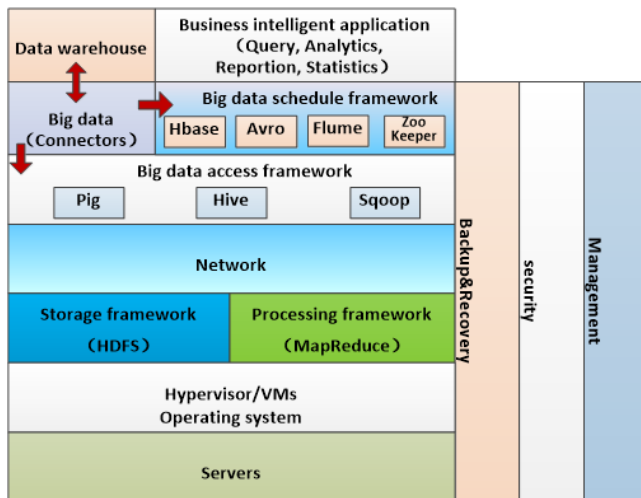 Data warehouse
Business intelligent application
（Query, Analytics,
Reportion, Statistics）
Big data
（Connectors）
Big data schedule framework
Hbase
Avro
Flume
Zoo
Keeper
Big data access framework
Pig
Hive
Sqoop
Network
Storage framework
（HDFS）
Processing framework
（MapReduce）
Hypervisor/VMs
Operating system
Servers
Backup&Recovery
security
Management